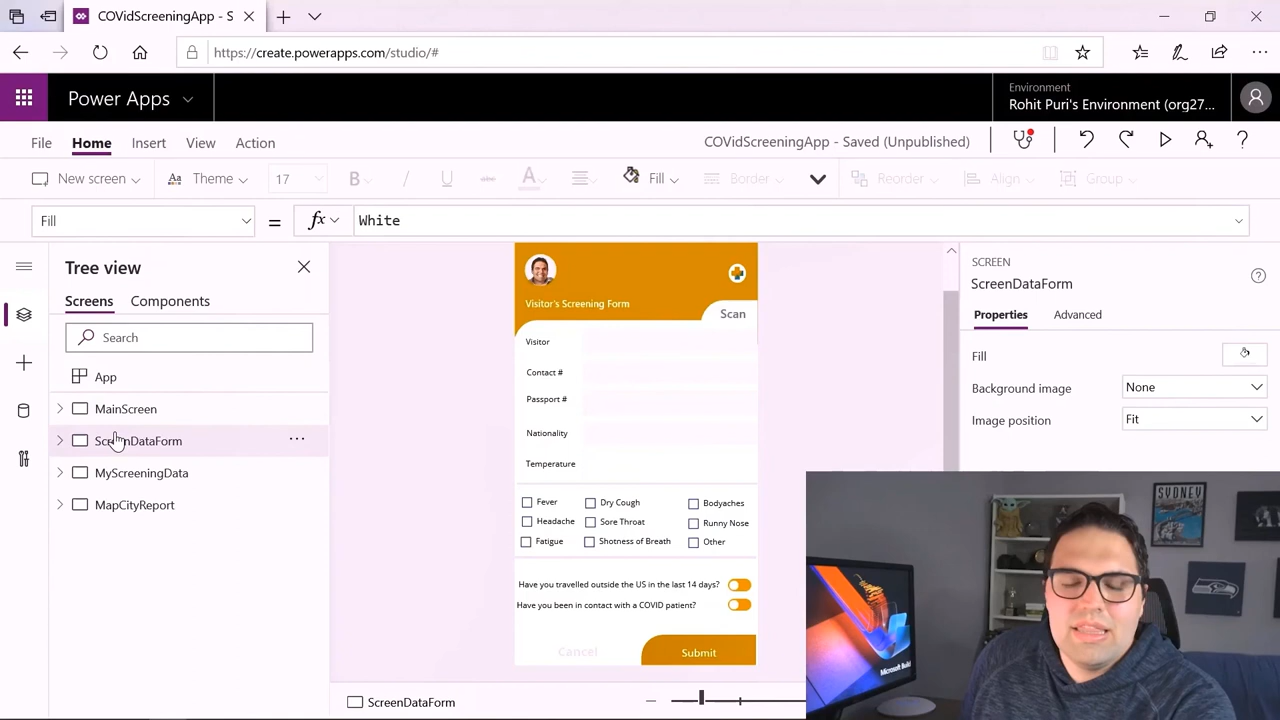 COVidScreeningApp - S
https://create.powerapps.com/studio/#
Power Apps
Environment
Rohit Puri's Environment (org27...
File Home Insert View Action
COVidScreeningApp - Saved (Unpublished)
New screen
Theme
17
B
/
U
abc
A
Fill
Border
Reorder
Align
Group
Fill
=
fx
White
Tree view
Screens
Components
Search
App
MainScreen
ScreenDataForm
MyScreeningData
MapCityReport
Visitor's Screening Form
Scan
Visitor
Contact #
Passport #
Nationality
Temperature
Fever
Dry Cough
Bodyaches
Headache
Sore Throat
Runny Nose
Fatigue
Shotness of Breath
Other
Have you travelled outside the US in the last 14 days?
Have you been in contact with a COVID patient?
Cancel
Submit
ScreenDataForm
SCREEN
ScreenDataForm
Properties
Advanced
Fill
Background image
None
Image position
Fit
SYDNEY
Microsoft Build